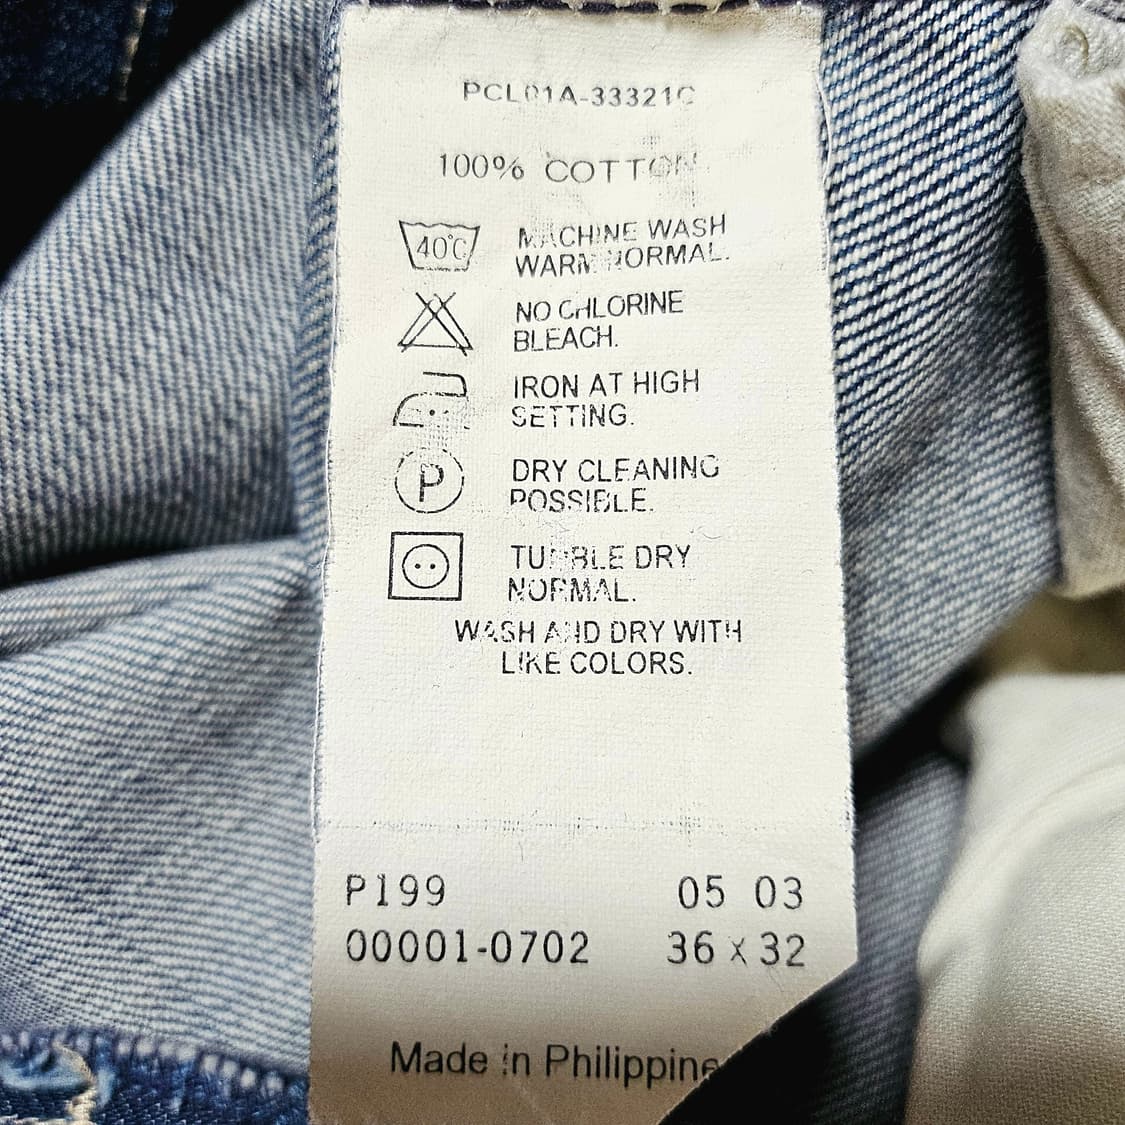 PCL01A-33321C
100% COTTON
40°C MACHINE WASH
WARM NORMAL.
NO CHLORINE
BLEACH.
IRON AT HIGH
SETTING.
P DRY CLEANING
POSSIBLE.
TUMBLE DRY
NORMAL.
WASH AND DRY WITH
LIKE COLORS.
P199 05 03
00001-0702 36 x 32
Made in Philippine